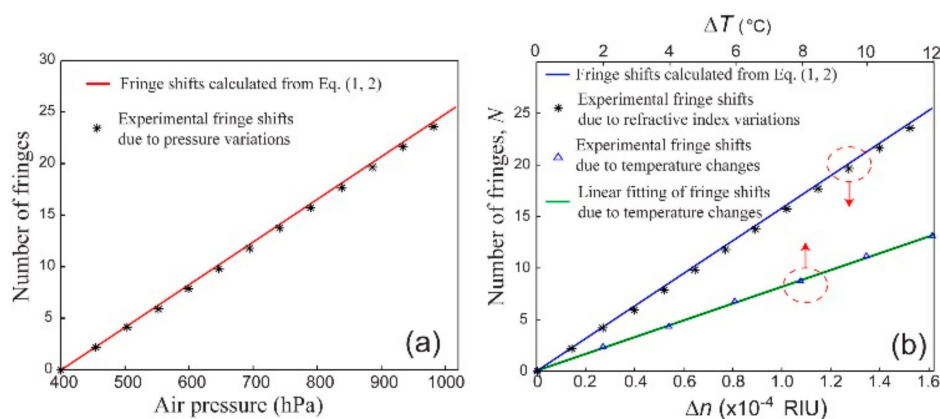 30
25
20
15
10
5
0
Number of fringes
Fringe shifts calculated from Eq. (1, 2)
Experimental fringe shifts
due to pressure variations
(a)
400 500 600 700 800 900 1000
Air pressure (hPa)
ΔT (°C)
0 2 4 6 8 10 12
25
20
15
10
5
0
Number of fringes, N
Fringe shifts calculated from Eq. (1, 2)
Experimental fringe shifts
due to refractive index variations
Experimental fringe shifts
due to temperature changes
Linear fitting of fringe shifts
due to temperature changes
(b)
0 0.2 0.4 0.6 0.8 1.0 1.2 1.4 1.6
Δn (x10⁻⁴ RIU)